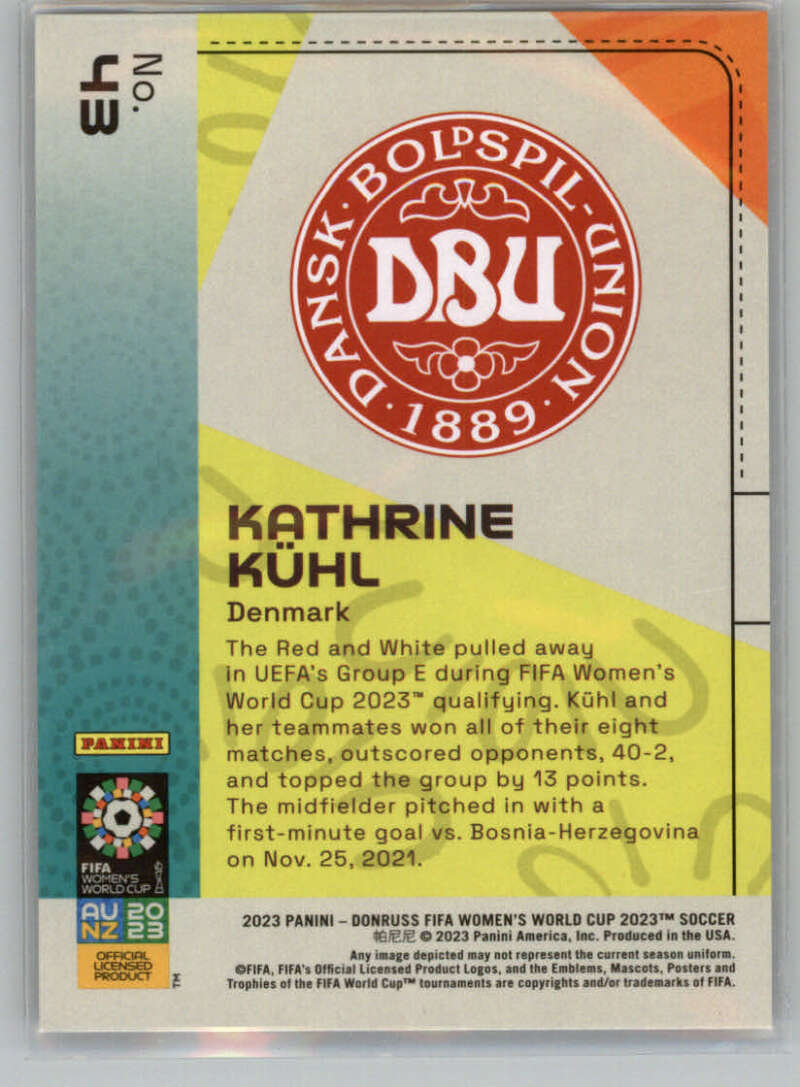 No.
43
DANSK · BOLDSPIL-UNION ·
DBU
· 1889 ·
KATHRINE
KÜHL
Denmark
The Red and White pulled away
in UEFA's Group E during FIFA Women's
World Cup 2023™ qualifying. Kühl and
her teammates won all of their eight
matches, outscored opponents, 40-2,
and topped the group by 13 points.
The midfielder pitched in with a
first-minute goal vs. Bosnia-Herzegovina
on Nov. 25, 2021.
PANINI
FIFA
WOMEN'S
WORLD CUP
AU 20
NZ 23
OFFICIAL
LICENSED
PRODUCT
TM
2023 PANINI – DONRUSS FIFA WOMEN'S WORLD CUP 2023™ SOCCER
帕尼尼 © 2023 Panini America, Inc. Produced in the USA.
Any image depicted may not represent the current season uniform.
©FIFA, FIFA's Official Licensed Product Logos, and the Emblems, Mascots, Posters and
Trophies of the FIFA World Cup™ tournaments are copyrights and/or trademarks of FIFA.